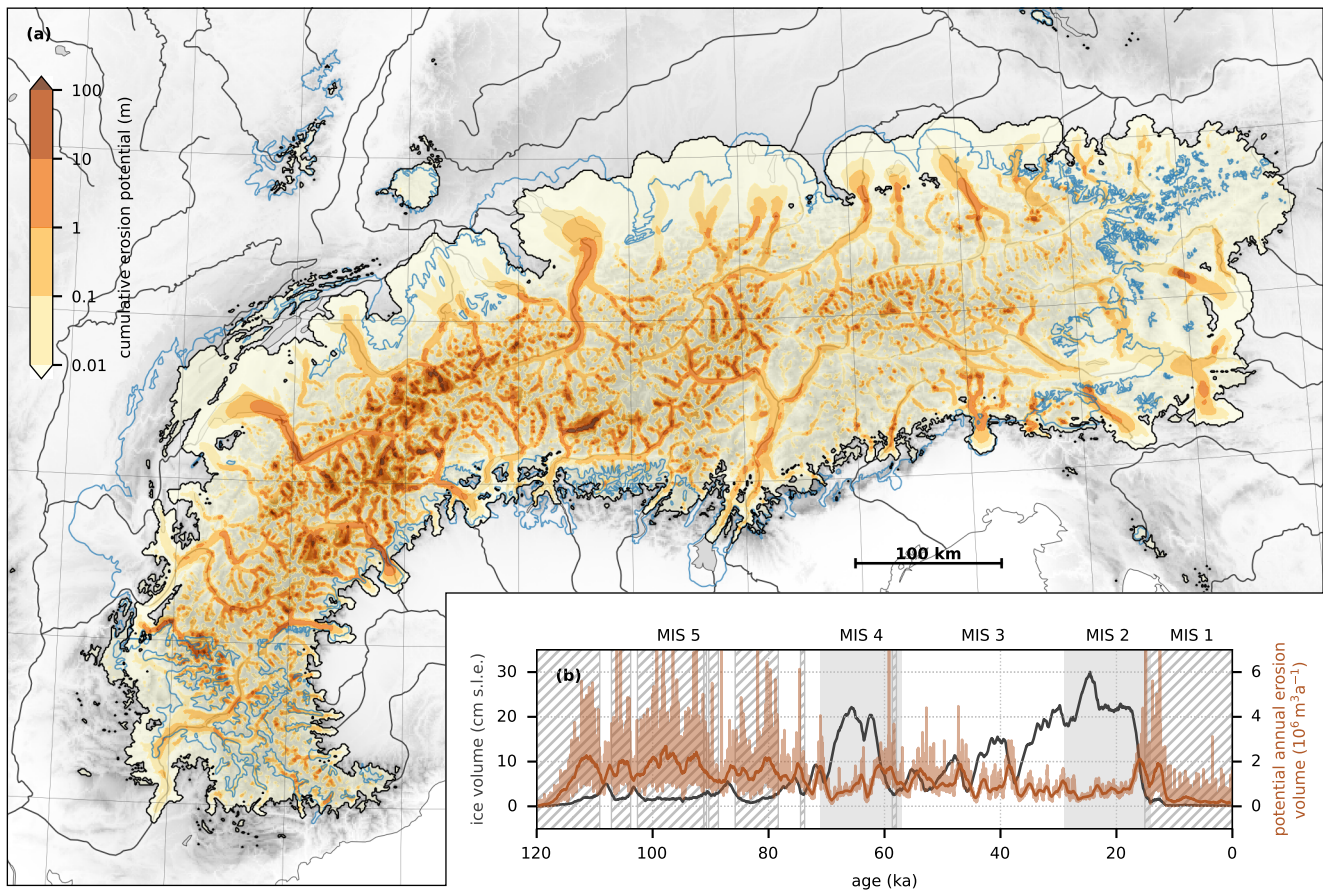 (a)
100
10
1
0.1
0.01
cumulative erosion potential (m)
100 km
MIS 5
MIS 4
MIS 3
MIS 2
MIS 1
(b)
ice volume (cm s.l.e.)
30
20
10
0
6
4
2
0
potential annual erosion
volume (10⁶ m³a⁻¹)
120
100
80
60
40
20
0
age (ka)